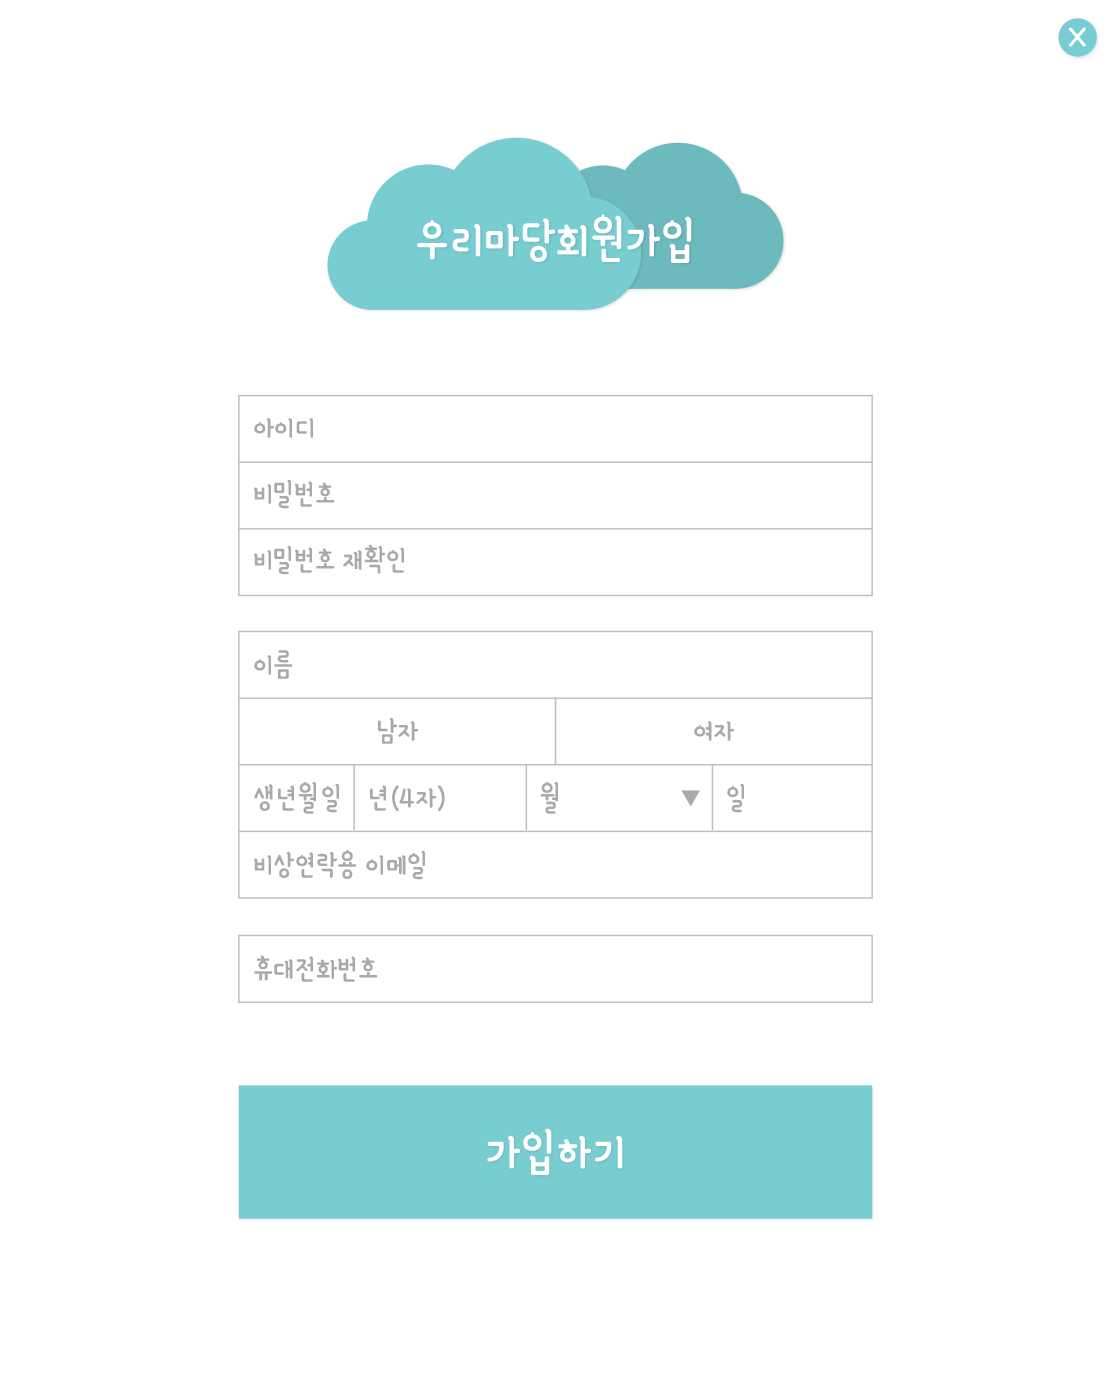 X
우리마당회원가입
아이디
비밀번호
비밀번호 재확인
이름
남자 여자
생년월일 년(4자) 월 ▼ 일
비상연락용 이메일
휴대전화번호
가입하기